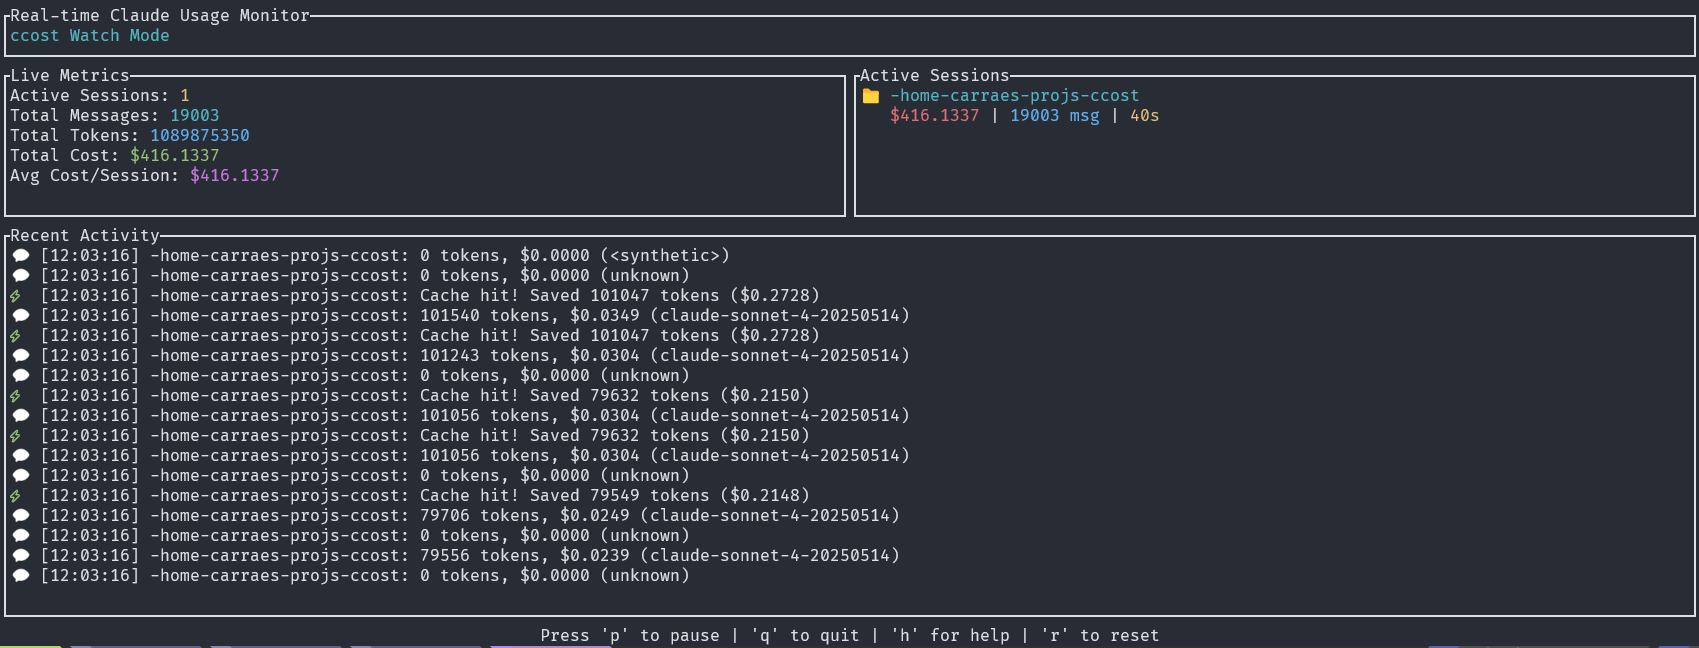 Real-time Claude Usage Monitor
ccost Watch Mode
Live Metrics
Active Sessions: 1
Total Messages: 19003
Total Tokens: 1089875350
Total Cost: $416.1337
Avg Cost/Session: $416.1337
Active Sessions
-home-carraes-projs-ccost
$416.1337 | 19003 msg | 40s
Recent Activity
[12:03:16] -home-carraes-projs-ccost: 0 tokens, $0.0000 (<synthetic>)
[12:03:16] -home-carraes-projs-ccost: 0 tokens, $0.0000 (unknown)
[12:03:16] -home-carraes-projs-ccost: Cache hit! Saved 101047 tokens ($0.2728)
[12:03:16] -home-carraes-projs-ccost: 101540 tokens, $0.0349 (claude-sonnet-4-20250514)
[12:03:16] -home-carraes-projs-ccost: Cache hit! Saved 101047 tokens ($0.2728)
[12:03:16] -home-carraes-projs-ccost: 101243 tokens, $0.0304 (claude-sonnet-4-20250514)
[12:03:16] -home-carraes-projs-ccost: 0 tokens, $0.0000 (unknown)
[12:03:16] -home-carraes-projs-ccost: Cache hit! Saved 79632 tokens ($0.2150)
[12:03:16] -home-carraes-projs-ccost: 101056 tokens, $0.0304 (claude-sonnet-4-20250514)
[12:03:16] -home-carraes-projs-ccost: Cache hit! Saved 79632 tokens ($0.2150)
[12:03:16] -home-carraes-projs-ccost: 101056 tokens, $0.0304 (claude-sonnet-4-20250514)
[12:03:16] -home-carraes-projs-ccost: 0 tokens, $0.0000 (unknown)
[12:03:16] -home-carraes-projs-ccost: Cache hit! Saved 79549 tokens ($0.2148)
[12:03:16] -home-carraes-projs-ccost: 79706 tokens, $0.0249 (claude-sonnet-4-20250514)
[12:03:16] -home-carraes-projs-ccost: 0 tokens, $0.0000 (unknown)
[12:03:16] -home-carraes-projs-ccost: 79556 tokens, $0.0239 (claude-sonnet-4-20250514)
[12:03:16] -home-carraes-projs-ccost: 0 tokens, $0.0000 (unknown)
Press 'p' to pause | 'q' to quit | 'h' for help | 'r' to reset